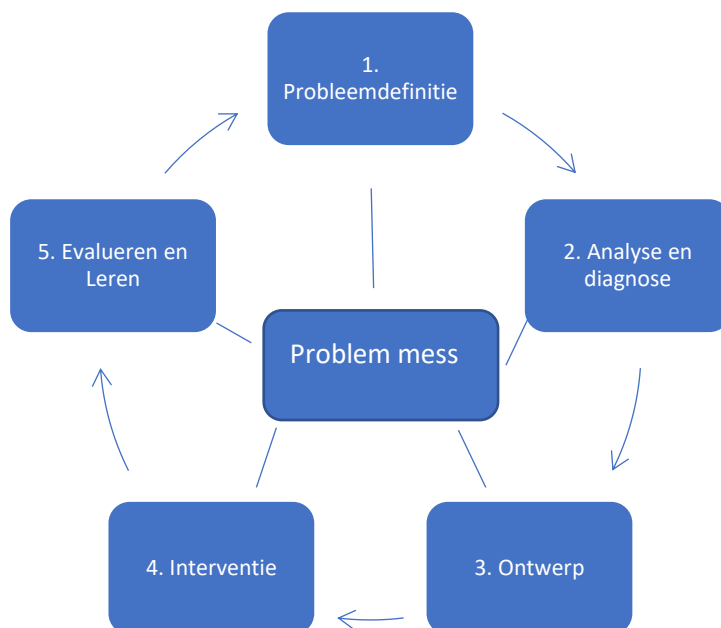 1.
Probleemdefinitie
2. Analyse en
diagnose
3. Ontwerp
4. Interventie
5. Evalueren en
Leren
Problem mess